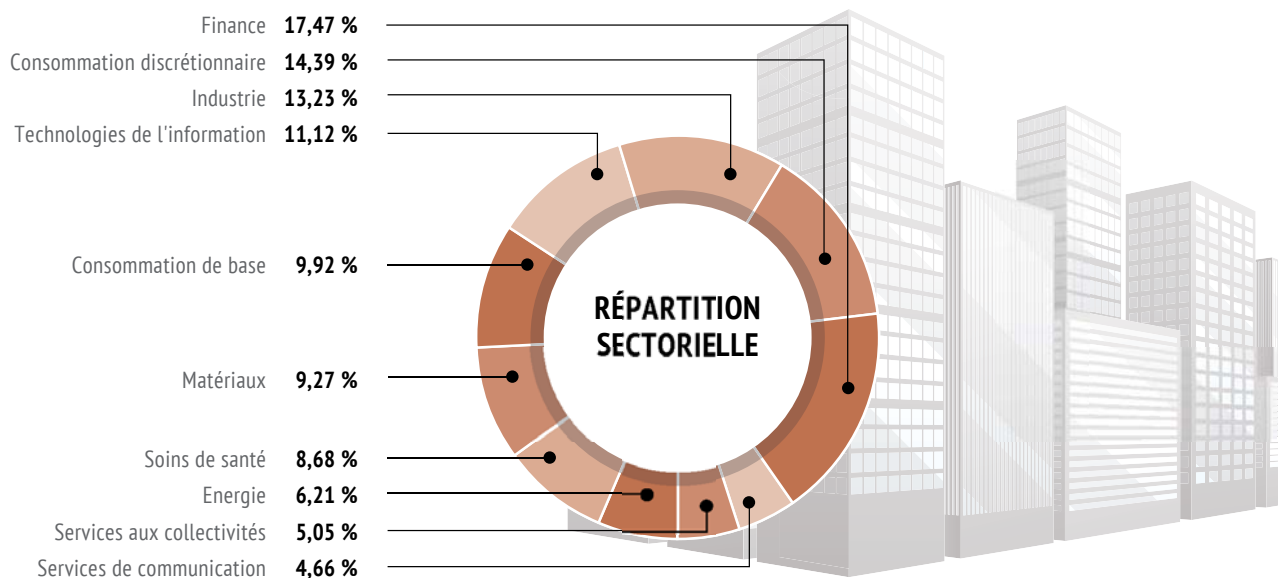 Finance 17,47 %
Consommation discrétionnaire 14,39 %
Industrie 13,23 %
Technologies de l'information 11,12 %
Consommation de base 9,92 %
Matériaux 9,27 %
Soins de santé 8,68 %
Energie 6,21 %
Services aux collectivités 5,05 %
Services de communication 4,66 %
RÉPARTITION
SECTORIELLE